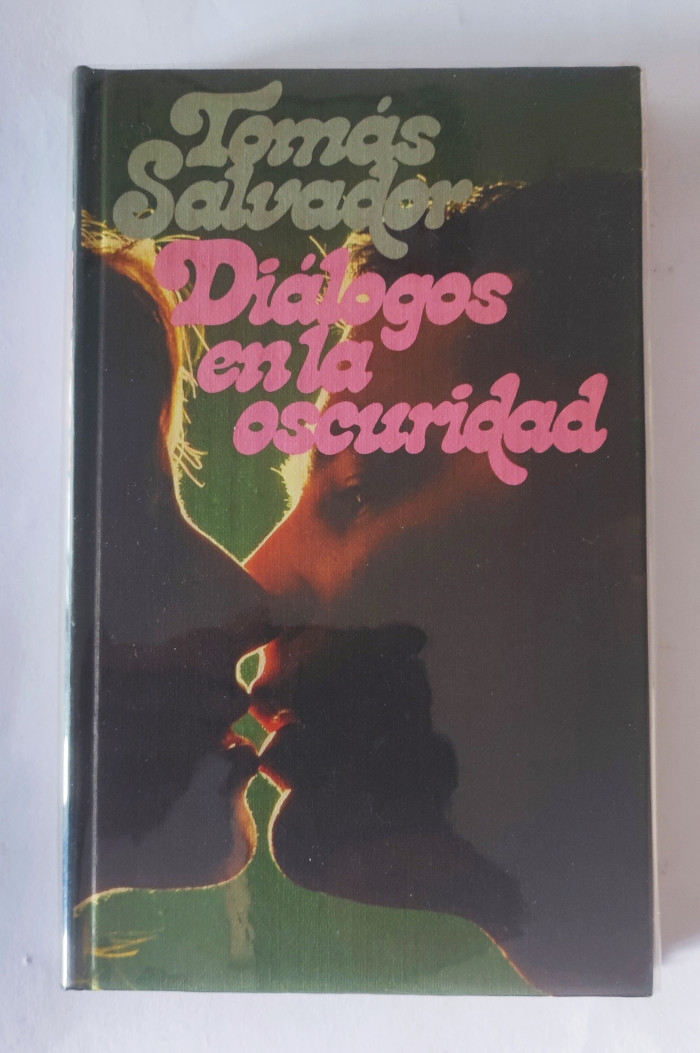 Tomás
Salvador
Diálogos
en la
oscuridad